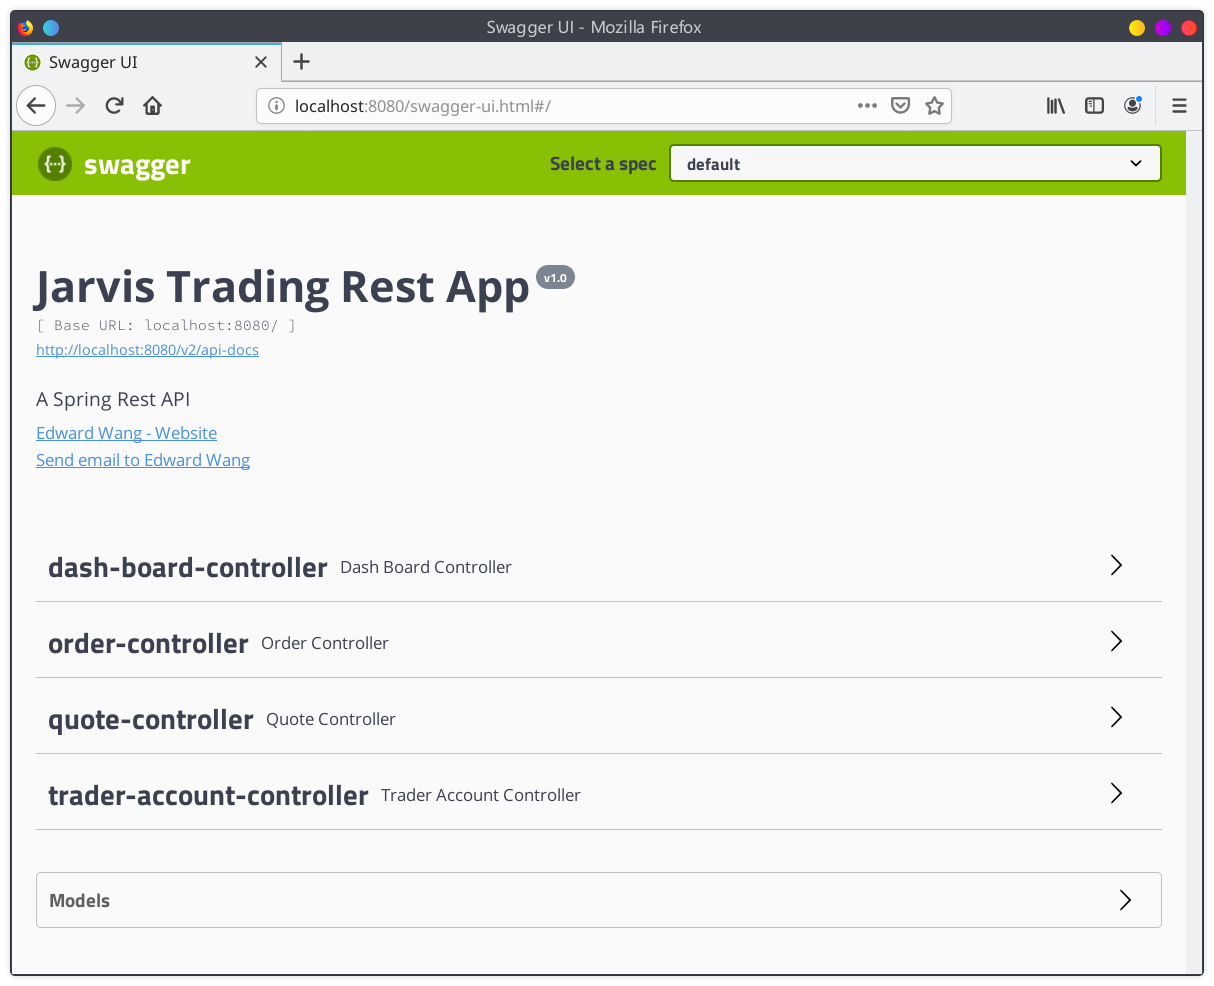 Swagger UI - Mozilla Firefox
Swagger UI
localhost:8080/swagger-ui.html#/
{···} swagger
Select a spec
default
Jarvis Trading Rest App v1.0
[ Base URL: localhost:8080/ ]
http://localhost:8080/v2/api-docs
A Spring Rest API
Edward Wang - Website
Send email to Edward Wang
dash-board-controller Dash Board Controller
order-controller Order Controller
quote-controller Quote Controller
trader-account-controller Trader Account Controller
Models